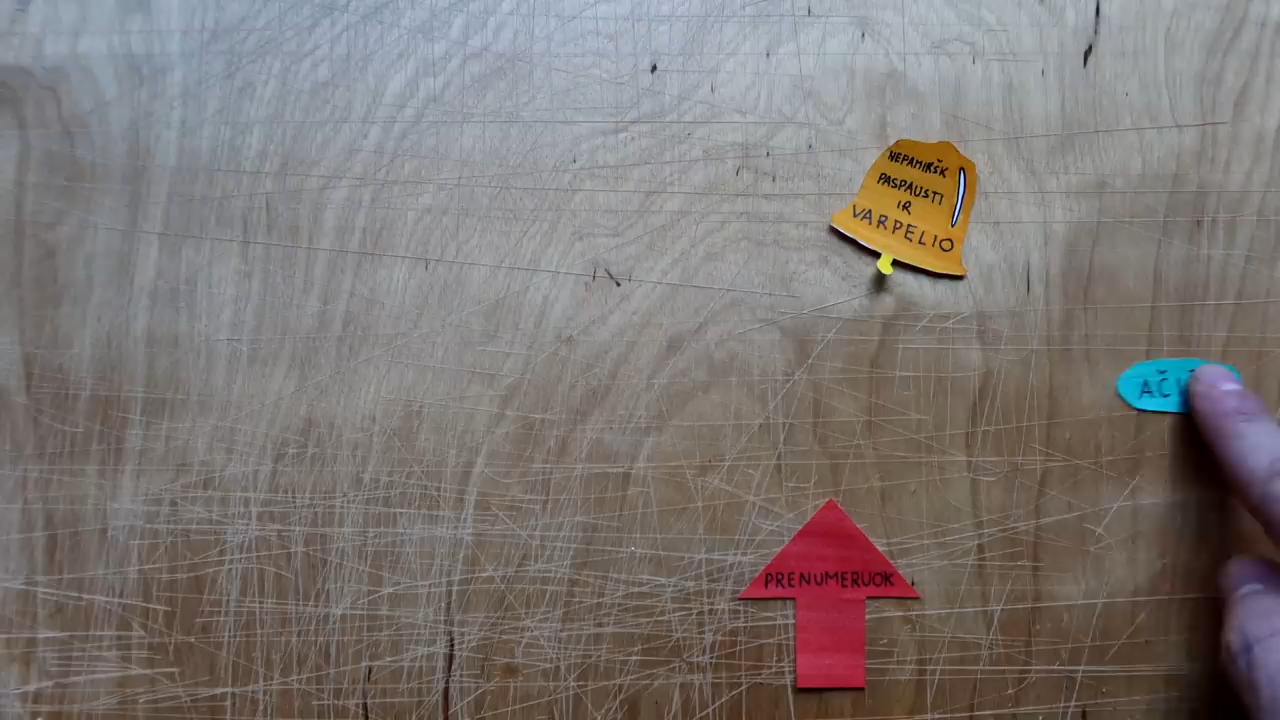 NEPAMIRŠK
PASPAUSTI
IR
VARPELIO
PRENUMERUOK